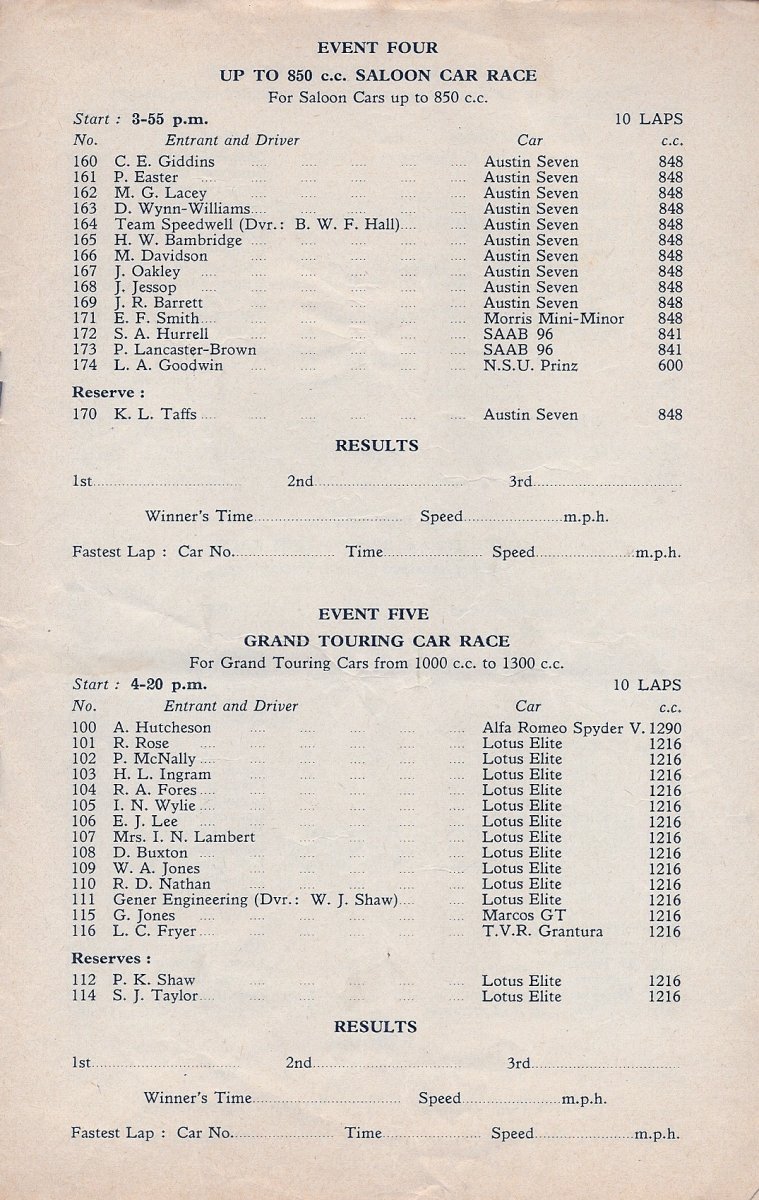 EVENT FOUR
UP TO 850 c.c. SALOON CAR RACE
For Saloon Cars up to 850 c.c.
Start : 3-55 p.m. 10 LAPS
No. Entrant and Driver Car c.c.
160 C. E. Giddins .... .... .... .... .... Austin Seven 848
161 P. Easter .... .... .... .... .... Austin Seven 848
162 M. G. Lacey .... .... .... .... .... Austin Seven 848
163 D. Wynn-Williams.... .... .... .... .... Austin Seven 848
164 Team Speedwell (Dvr.: B. W. F. Hall).... .... Austin Seven 848
165 H. W. Bambridge .... .... .... .... .... Austin Seven 848
166 M. Davidson .... .... .... .... .... Austin Seven 848
167 J. Oakley .... .... .... .... .... .... Austin Seven 848
168 J. Jessop .... .... .... .... .... .... Austin Seven 848
169 J. R. Barrett .... .... .... .... .... Austin Seven 848
171 E. F. Smith.... .... .... .... .... .... Morris Mini-Minor 848
172 S. A. Hurrell .... .... .... .... .... SAAB 96 841
173 P. Lancaster-Brown .... .... .... .... SAAB 96 841
174 L. A. Goodwin .... .... .... .... .... N.S.U. Prinz 600
Reserve :
170 K. L. Taffs .... .... .... .... .... .... Austin Seven 848
RESULTS
1st.................... 2nd.................... 3rd....................
Winner's Time.................... Speed....................m.p.h.
Fastest Lap : Car No.................... Time.................... Speed....................m.p.h.
EVENT FIVE
GRAND TOURING CAR RACE
For Grand Touring Cars from 1000 c.c. to 1300 c.c.
Start : 4-20 p.m. 10 LAPS
No. Entrant and Driver Car c.c.
100 A. Hutcheson .... .... .... .... .... Alfa Romeo Spyder V. 1290
101 R. Rose .... .... .... .... .... .... Lotus Elite 1216
102 P. McNally .... .... .... .... .... .... Lotus Elite 1216
103 H. L. Ingram .... .... .... .... .... Lotus Elite 1216
104 R. A. Fores .... .... .... .... .... .... Lotus Elite 1216
105 I. N. Wylie .... .... .... .... .... .... Lotus Elite 1216
106 E. J. Lee .... .... .... .... .... .... Lotus Elite 1216
107 Mrs. I. N. Lambert .... .... .... .... Lotus Elite 1216
108 D. Buxton .... .... .... .... .... .... Lotus Elite 1216
109 W. A. Jones .... .... .... .... .... Lotus Elite 1216
110 R. D. Nathan .... .... .... .... .... Lotus Elite 1216
111 Gener Engineering (Dvr.: W. J. Shaw).... .... Lotus Elite 1216
115 G. Jones .... .... .... .... .... .... Marcos GT 1216
116 L. C. Fryer .... .... .... .... .... .... T.V.R. Grantura 1216
Reserves :
112 P. K. Shaw .... .... .... .... .... Lotus Elite 1216
114 S. J. Taylor.... .... .... .... .... .... Lotus Elite 1216
RESULTS
1st.................... 2nd.................... 3rd....................
Winner's Time.................... Speed....................m.p.h.
Fastest Lap : Car No.................... Time.................... Speed....................m.p.h.